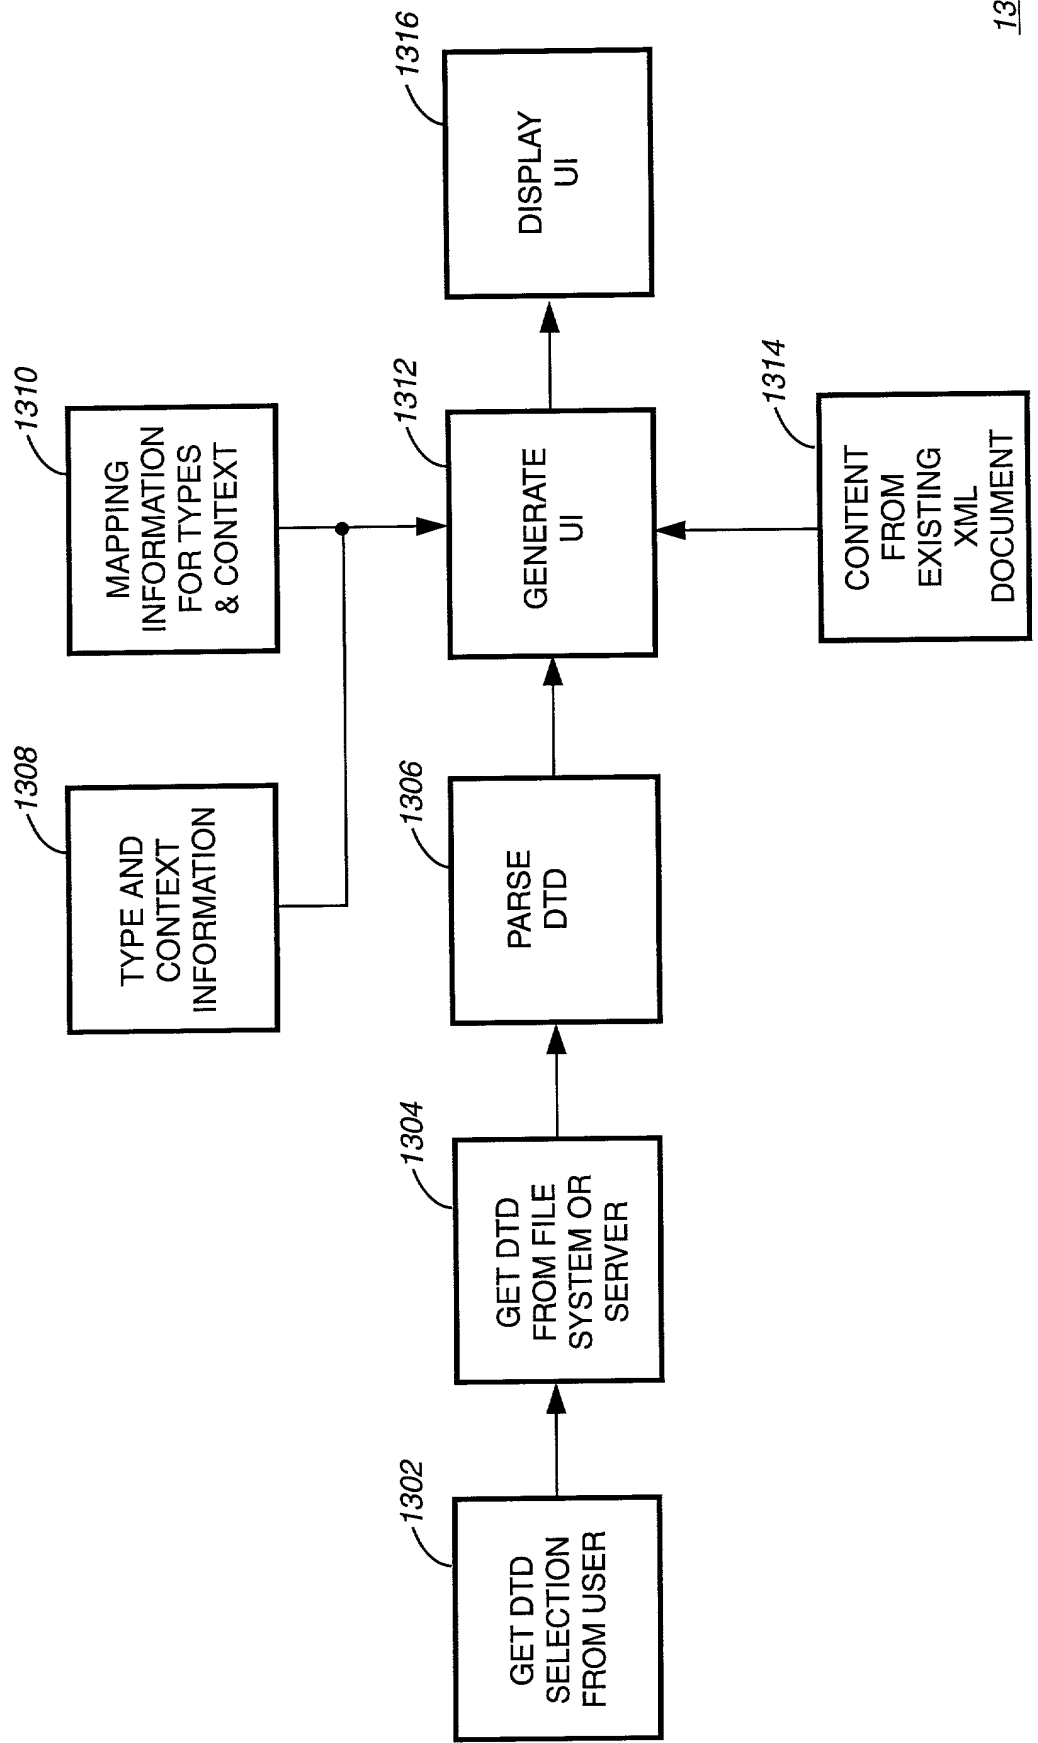 1308
TYPE AND
CONTEXT
INFORMATION
1310
MAPPING
INFORMATION
FOR TYPES
& CONTEXT
1302
GET DTD
SELECTION
FROM USER
1304
GET DTD
FROM FILE
SYSTEM OR
SERVER
1306
PARSE
DTD
1312
GENERATE
UI
1316
DISPLAY
UI
1314
CONTENT
FROM
EXISTING
XML
DOCUMENT
13